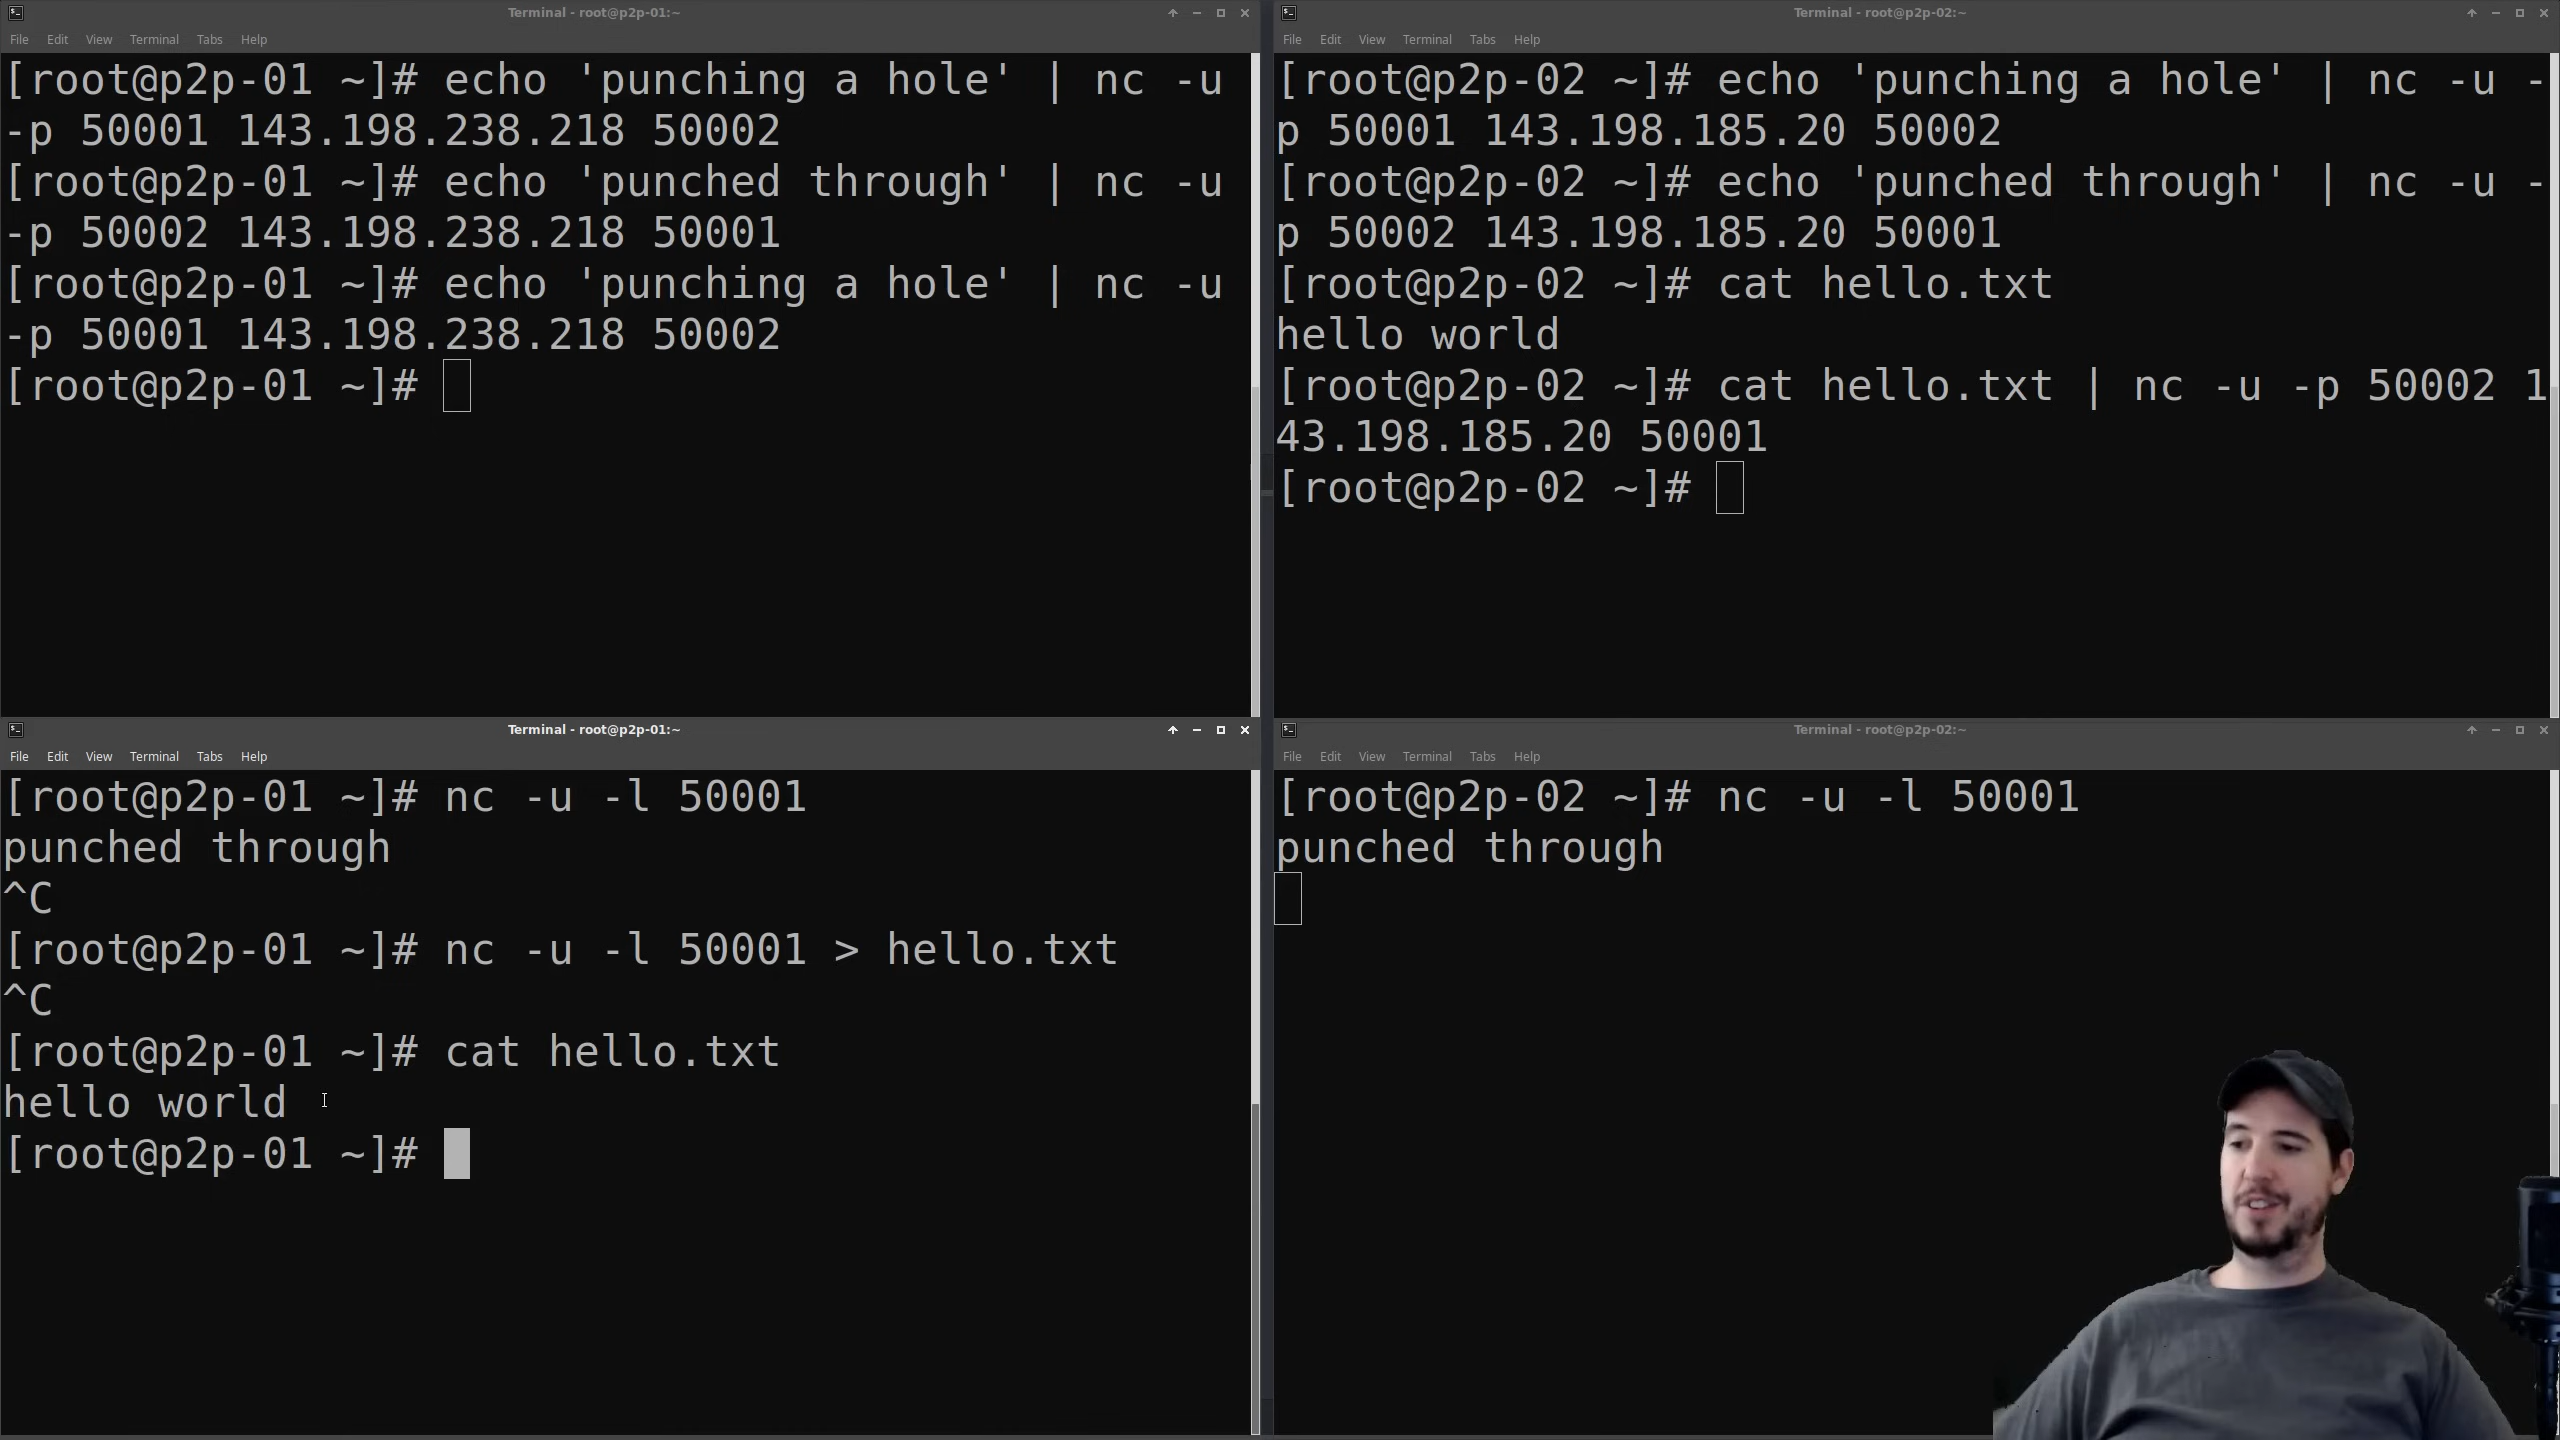 Terminal - root@p2p-01:~
File Edit View Terminal Tabs Help
[root@p2p-01 ~]# echo 'punching a hole' | nc -u
-p 50001 143.198.238.218 50002
[root@p2p-01 ~]# echo 'punched through' | nc -u
-p 50002 143.198.238.218 50001
[root@p2p-01 ~]# echo 'punching a hole' | nc -u
-p 50001 143.198.238.218 50002
[root@p2p-01 ~]#
Terminal - root@p2p-02:~
File Edit View Terminal Tabs Help
[root@p2p-02 ~]# echo 'punching a hole' | nc -u -
p 50001 143.198.185.20 50002
[root@p2p-02 ~]# echo 'punched through' | nc -u -
p 50002 143.198.185.20 50001
[root@p2p-02 ~]# cat hello.txt
hello world
[root@p2p-02 ~]# cat hello.txt | nc -u -p 50002 1
43.198.185.20 50001
[root@p2p-02 ~]#
Terminal - root@p2p-01:~
File Edit View Terminal Tabs Help
[root@p2p-01 ~]# nc -u -l 50001
punched through
^C
[root@p2p-01 ~]# nc -u -l 50001 > hello.txt
^C
[root@p2p-01 ~]# cat hello.txt
hello world
[root@p2p-01 ~]#
Terminal - root@p2p-02:~
File Edit View Terminal Tabs Help
[root@p2p-02 ~]# nc -u -l 50001
punched through